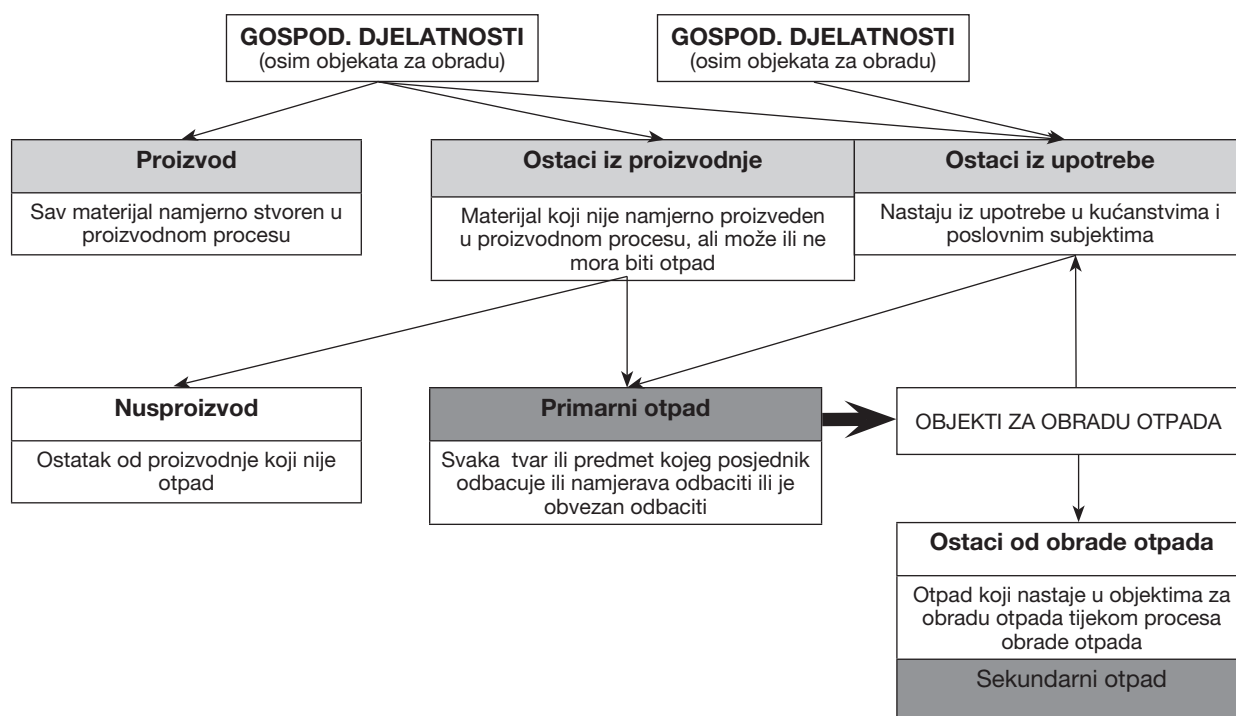 GOSPOD. DJELATNOSTI
(osim objekata za obradu)
GOSPOD. DJELATNOSTI
(osim objekata za obradu)
Proizvod
Sav materijal namjerno stvoren u
proizvodnom procesu
Ostaci iz proizvodnje
Materijal koji nije namjerno proizveden
u proizvodnom procesu, ali može ili ne
mora biti otpad
Ostaci iz upotrebe
Nastaju iz upotrebe u kućanstvima i
poslovnim subjektima
Nusproizvod
Ostatak od proizvodnje koji nije
otpad
Primarni otpad
Svaka tvar ili predmet kojeg posjednik
odbacuje ili namjerava odbaciti ili je
obvezan odbaciti
OBJEKTI ZA OBRADU OTPADA
Ostaci od obrade otpada
Otpad koji nastaje u objektima za
obradu otpada tijekom procesa
obrade otpada
Sekundarni otpad